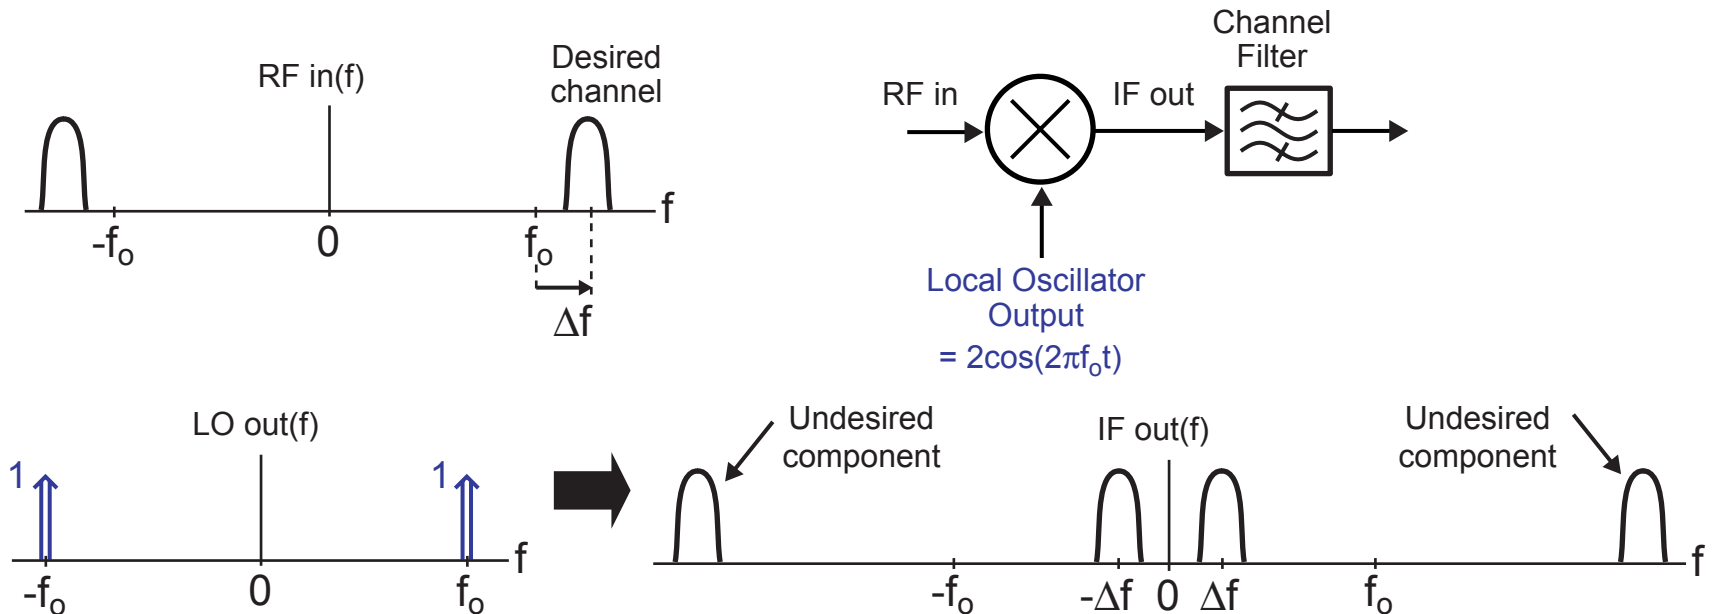 RF in(f)
Desired
channel
-fₒ
0
fₒ
f
Δf
Channel
Filter
RF in
IF out
Local Oscillator
Output
= 2cos(2πfₒt)
LO out(f)
1
1
-fₒ
0
fₒ
f
Undesired
component
IF out(f)
Undesired
component
-fₒ
-Δf
0
Δf
fₒ
f